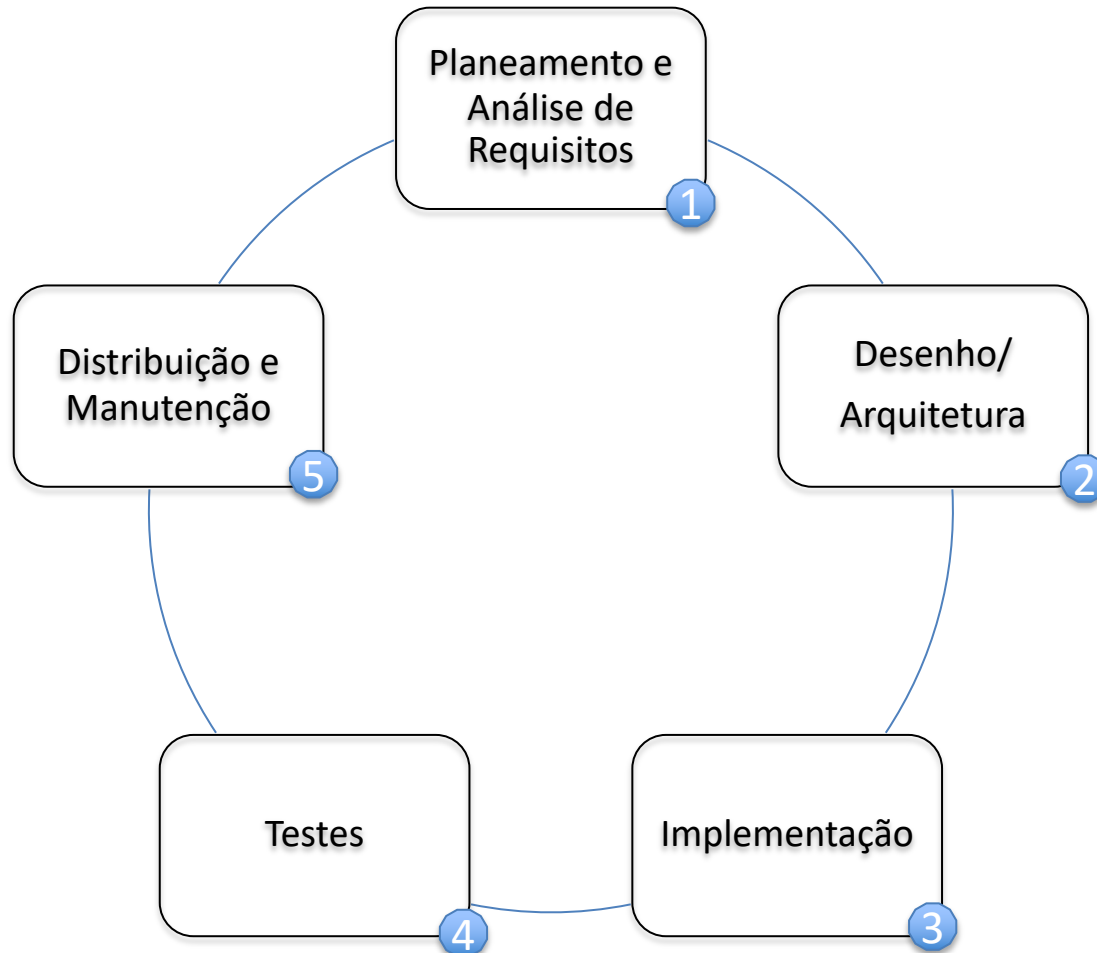 Planeamento e
Análise de
Requisitos
1
Desenho/
Arquitetura
2
Implementação
3
Testes
4
Distribuição e
Manutenção
5